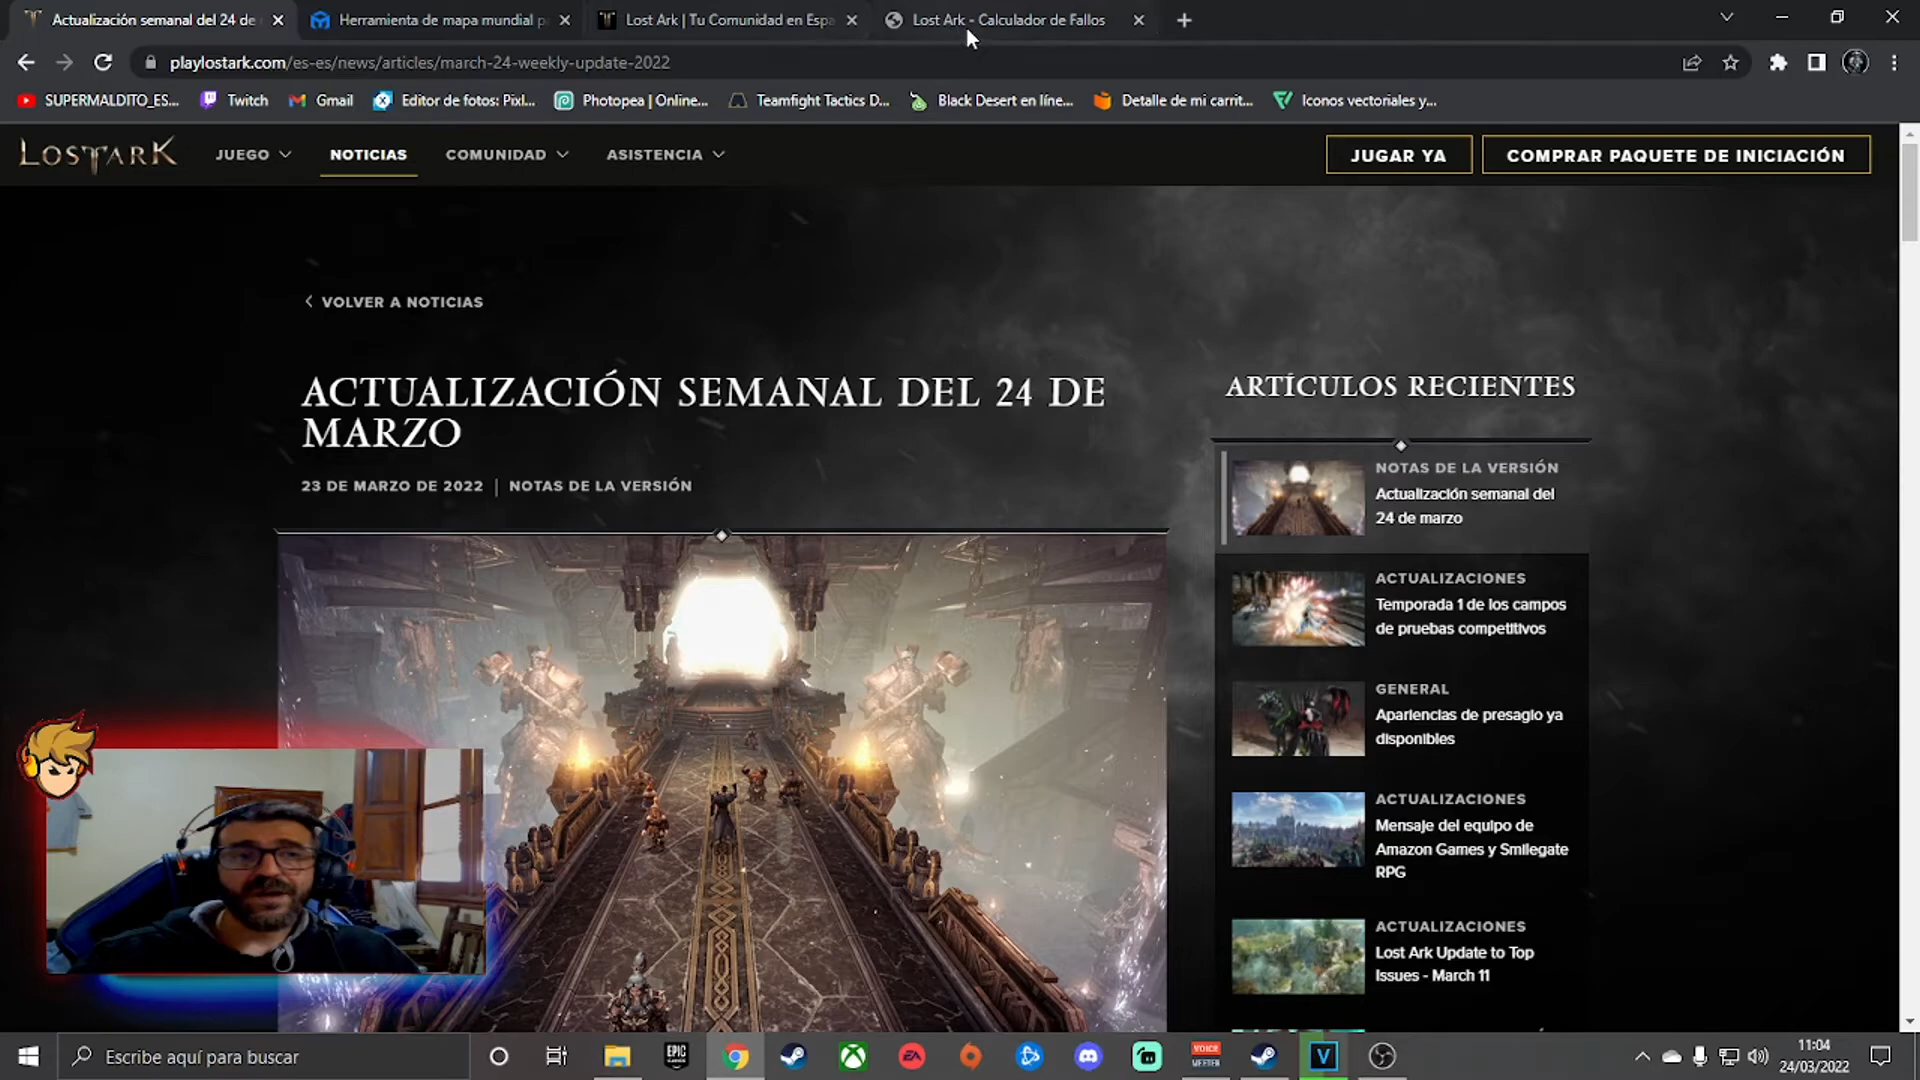 Actualización semanal del 24 de
Herramienta de mapa mundial pa
Lost Ark | Tu Comunidad en Espa
Lost Ark - Calculador de Fallos
playlostark.com/es-es/news/articles/march-24-weekly-update-2022
SUPERMALDITO_ES...
Twitch
Gmail
Editor de fotos: Pixl...
Photopea | Online...
Teamfight Tactics D...
Black Desert en líne...
Detalle de mi carrit...
Iconos vectoriales y...
LOSTARK
JUEGO
NOTICIAS
COMUNIDAD
ASISTENCIA
JUGAR YA
COMPRAR PAQUETE DE INICIACIÓN
VOLVER A NOTICIAS
ACTUALIZACIÓN SEMANAL DEL 24 DE
MARZO
23 DE MARZO DE 2022 | NOTAS DE LA VERSIÓN
ARTÍCULOS RECIENTES
NOTAS DE LA VERSIÓN
Actualización semanal del
24 de marzo
ACTUALIZACIONES
Temporada 1 de los campos
de pruebas competitivos
GENERAL
Apariencias de presagio ya
disponibles
ACTUALIZACIONES
Mensaje del equipo de
Amazon Games y Smilegate
RPG
ACTUALIZACIONES
Lost Ark Update to Top
Issues - March 11
Escribe aquí para buscar
EPIC
EA
VOICE
MEETER
V
11:04
24/03/2022